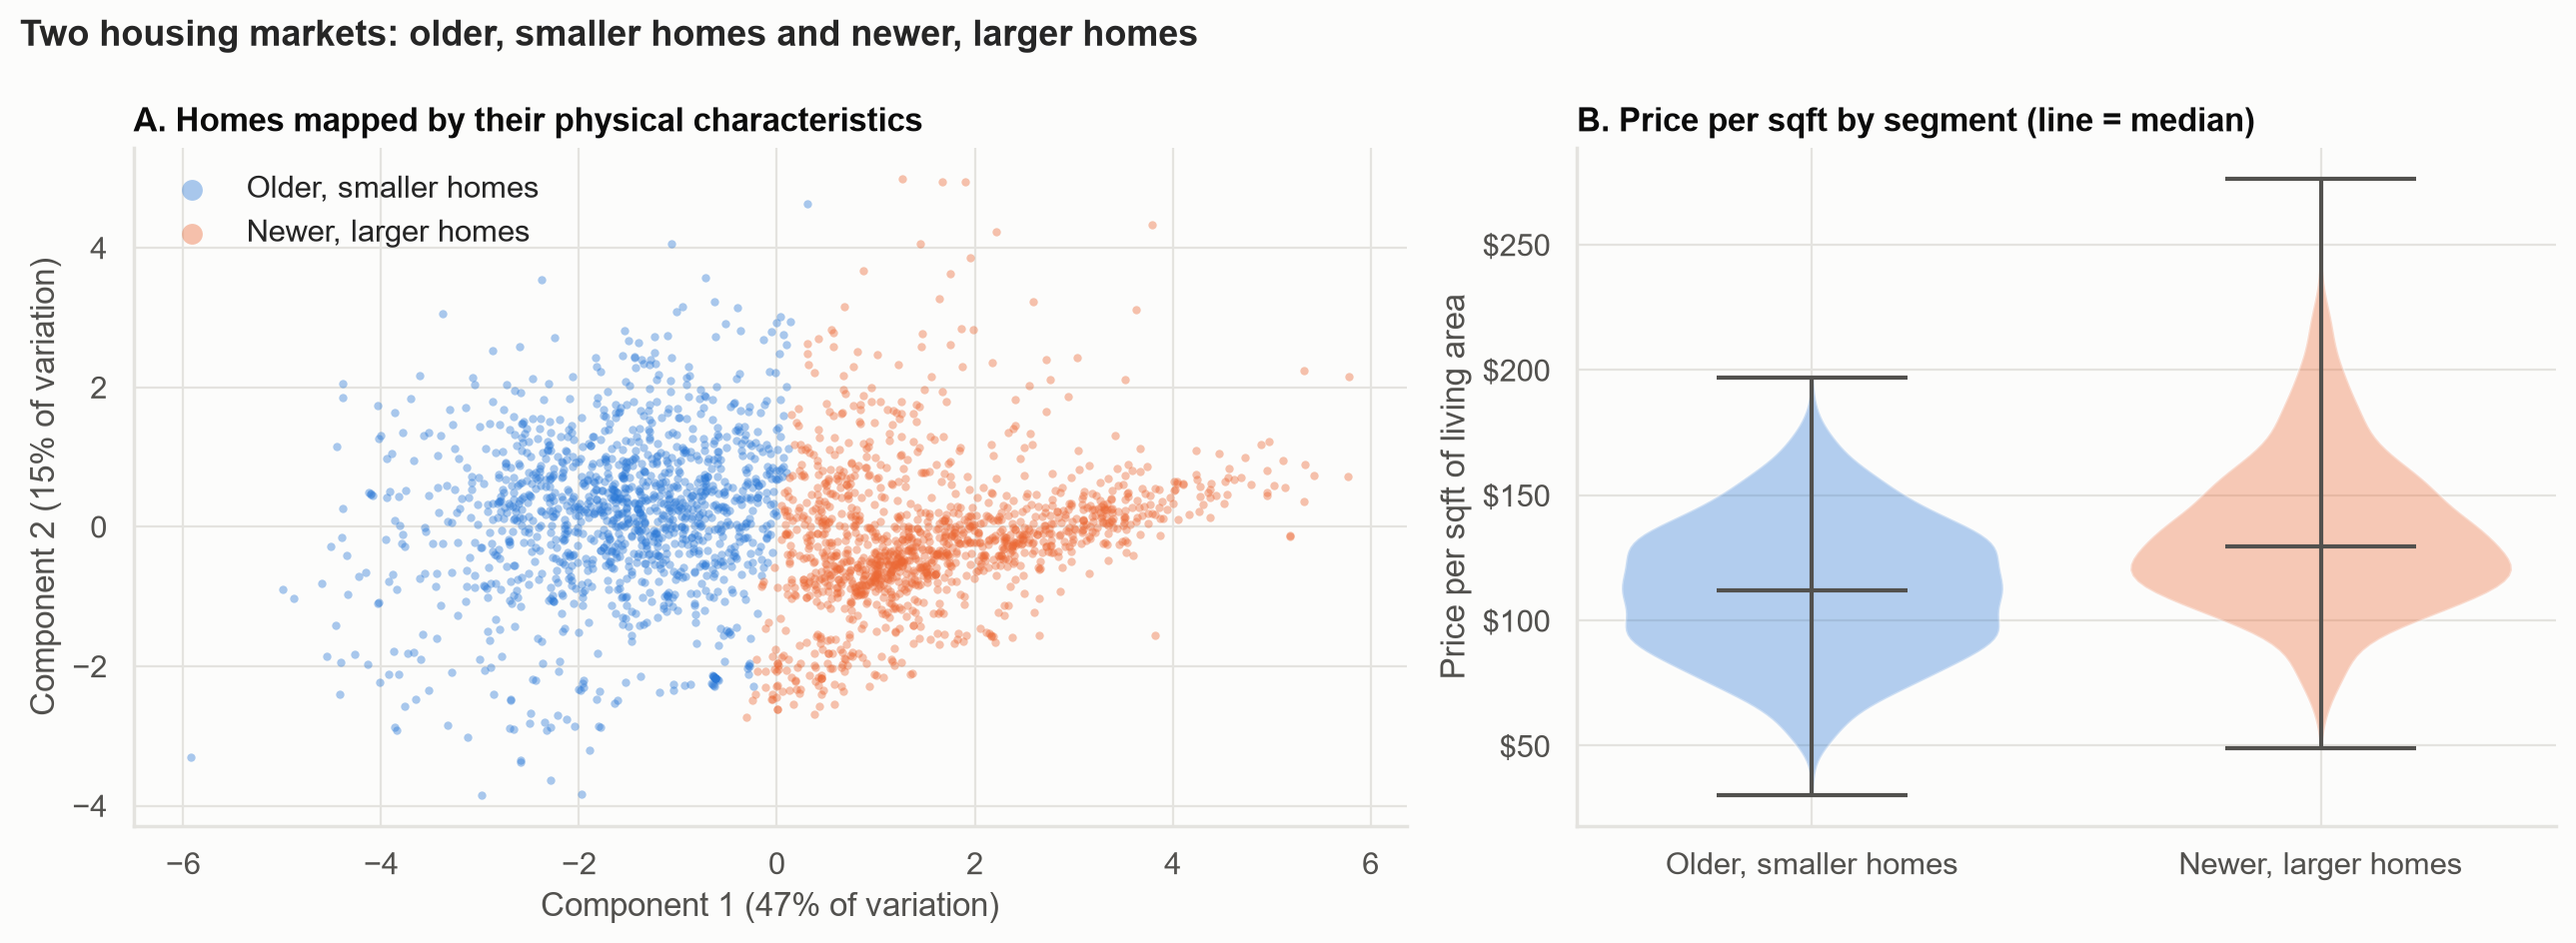 Two housing markets: older, smaller homes and newer, larger homes
A. Homes mapped by their physical characteristics
Older, smaller homes
Newer, larger homes
Component 2 (15% of variation)
4
2
0
−2
−4
−6
−4
−2
0
2
4
6
Component 1 (47% of variation)
B. Price per sqft by segment (line = median)
Price per sqft of living area
$250
$200
$150
$100
$50
Older, smaller homes
Newer, larger homes